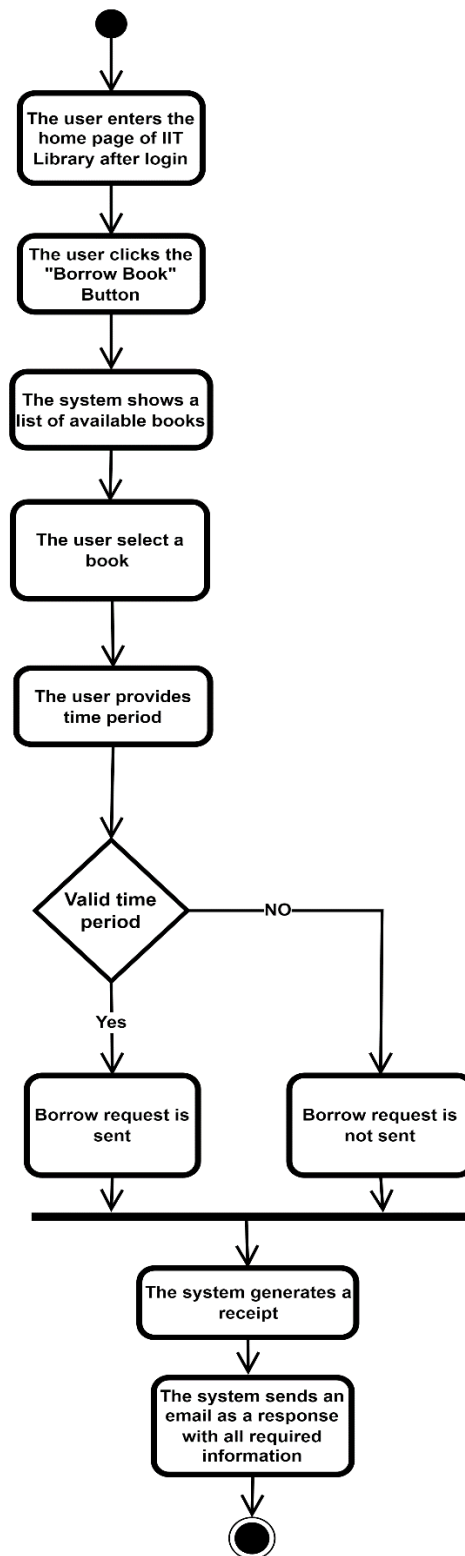 The user enters the
home page of IIT
Library after login
The user clicks the
"Borrow Book"
Button
The system shows a
list of available books
The user select a
book
The user provides
time period
Valid time
period
NO
Yes
Borrow request is
sent
Borrow request is
not sent
The system generates a
receipt
The system sends an
email as a response
with all required
information